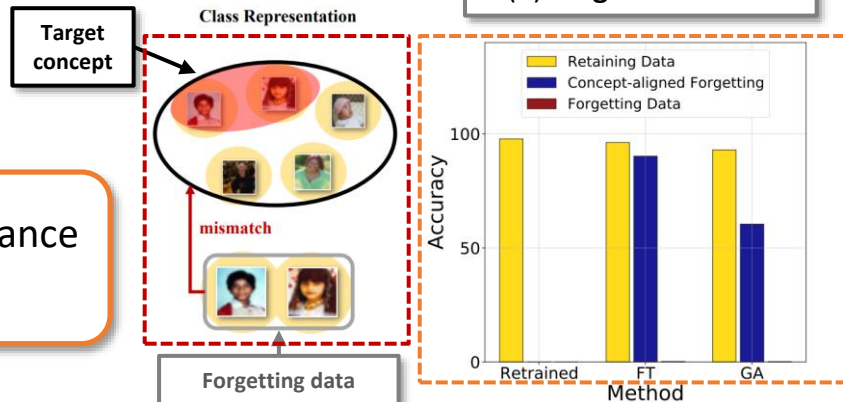 Class Representation
Target
concept
mismatch
Forgetting data
Retaining Data
Concept-aligned Forgetting
Forgetting Data
Accuracy
100
50
0
Retrained
FT
GA
Method